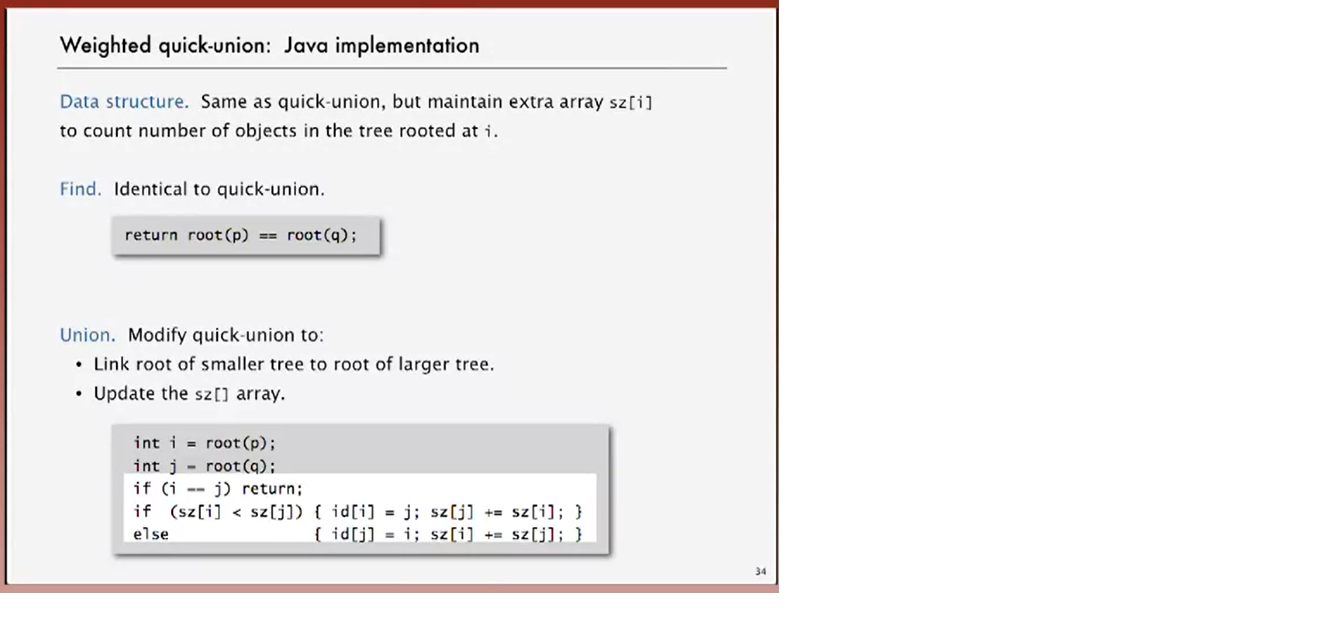 Weighted quick-union: Java implementation
Data structure. Same as quick-union, but maintain extra array sz[i]
to count number of objects in the tree rooted at i.
Find. Identical to quick-union.
return root(p) == root(q);
Union. Modify quick-union to:
• Link root of smaller tree to root of larger tree.
• Update the sz[] array.
int i = root(p);
int j = root(q);
if (i == j) return;
if (sz[i] < sz[j]) { id[i] = j; sz[j] += sz[i]; }
else { id[j] = i; sz[i] += sz[j]; }
34